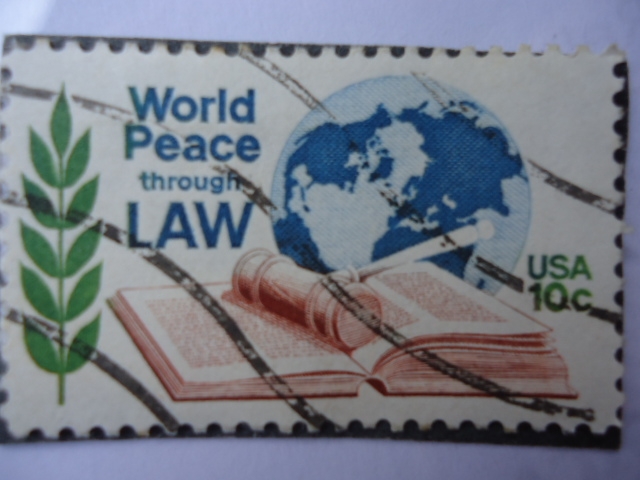 World
Peace
through
LAW
USA
10c